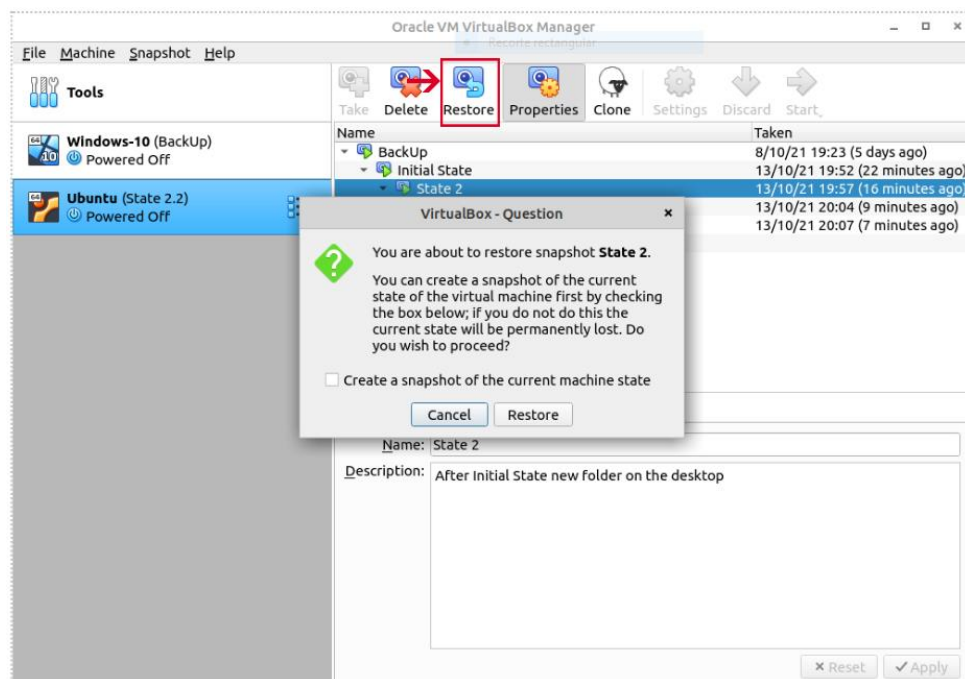 Oracle VM VirtualBox Manager
Recorte rectangular
File Machine Snapshot Help
Tools
Take Delete Restore Properties Clone Settings Discard Start
Name Taken
64 10 Windows-10 (BackUp)
Powered Off
64 Ubuntu (State 2.2)
Powered Off
BackUp 8/10/21 19:23 (5 days ago)
Initial State 13/10/21 19:52 (22 minutes ago)
State 2 13/10/21 19:57 (16 minutes ago)
13/10/21 20:04 (9 minutes ago)
13/10/21 20:07 (7 minutes ago)
VirtualBox - Question
You are about to restore snapshot State 2.
You can create a snapshot of the current
state of the virtual machine first by checking
the box below; if you do not do this the
current state will be permanently lost. Do
you wish to proceed?
Create a snapshot of the current machine state
Cancel Restore
Name: State 2
Description: After Initial State new folder on the desktop
Reset Apply